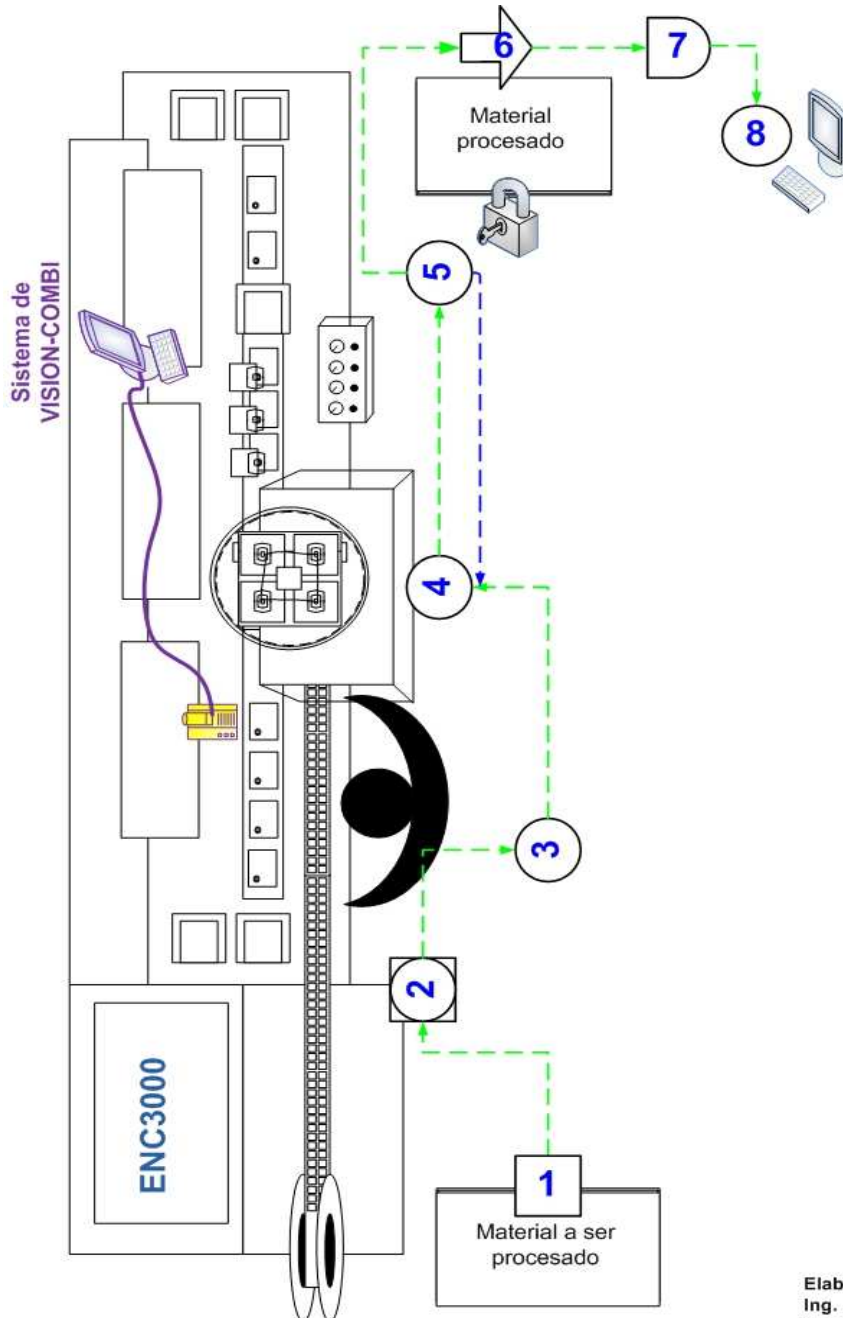 6
7
8
Material
procesado
5
Sistema de
VISION-COMBI
4
3
2
ENC3000
1
Material a ser
procesado
Elab
Ing.